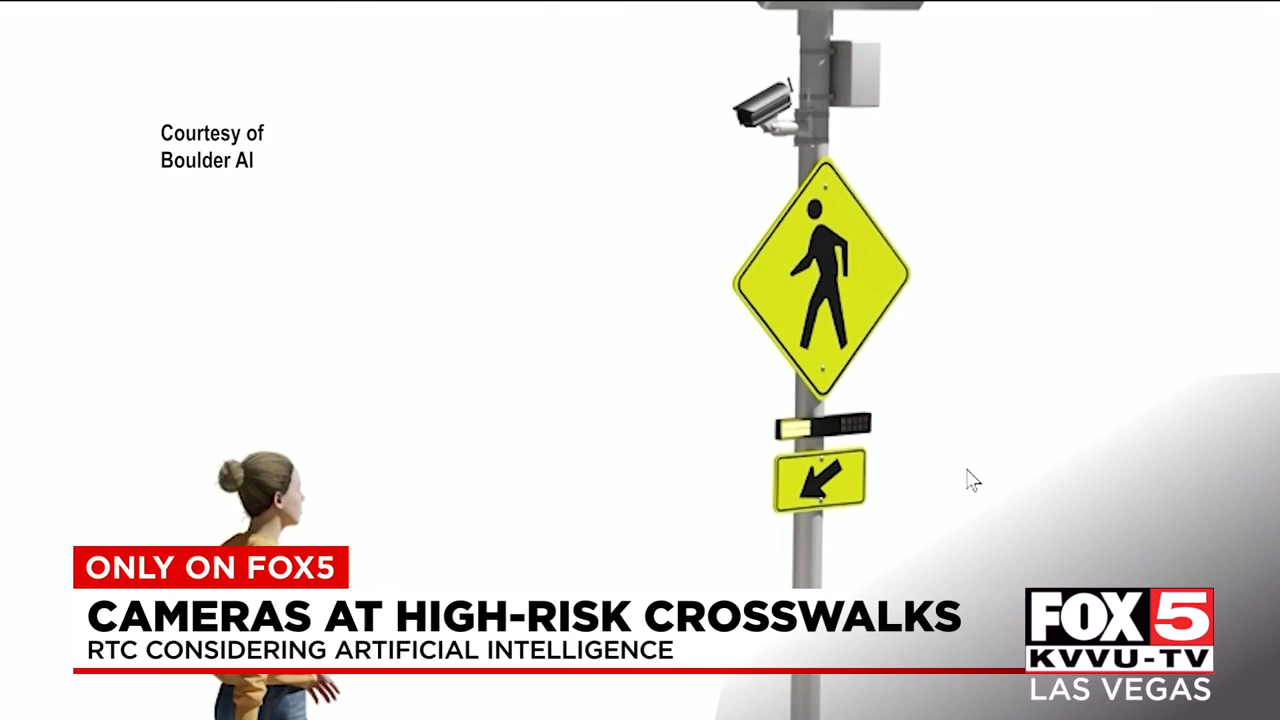 Courtesy of
Boulder AI
ONLY ON FOX5
CAMERAS AT HIGH-RISK CROSSWALKS
RTC CONSIDERING ARTIFICIAL INTELLIGENCE
FOX 5
KVVU-TV
LAS VEGAS